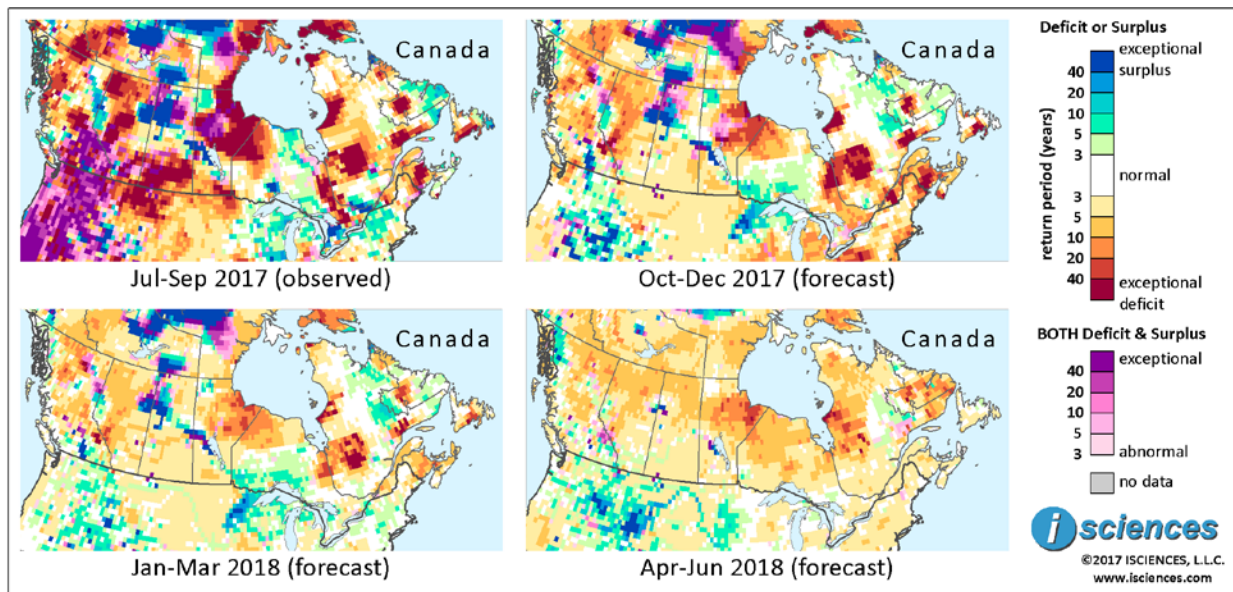 Canada
Jul-Sep 2017 (observed)
Canada
Oct-Dec 2017 (forecast)
Canada
Jan-Mar 2018 (forecast)
Canada
Apr-Jun 2018 (forecast)
Deficit or Surplus
return period (years)
exceptional
surplus
40
20
10
5
3
normal
3
5
10
20
40
exceptional
deficit
BOTH Deficit & Surplus
exceptional
40
20
10
5
3
abnormal
no data
i sciences
©2017 ISCIENCES, L.L.C.
www.isciences.com